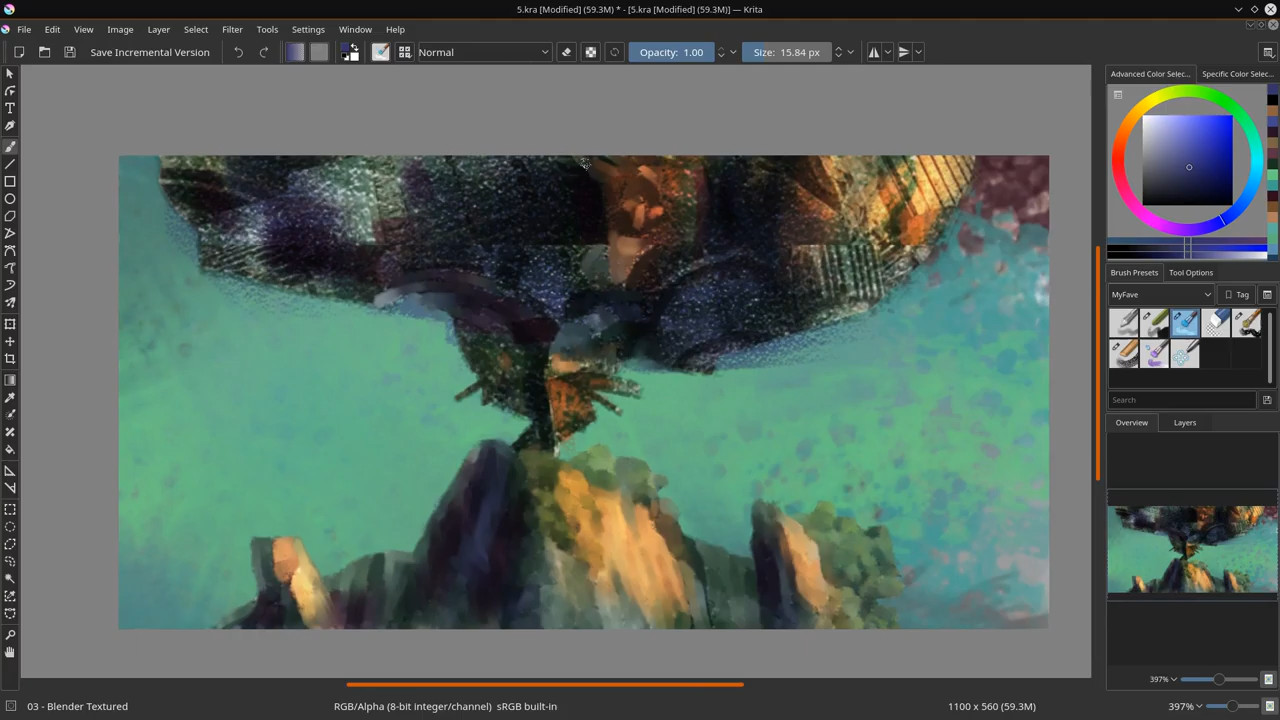 5.kra [Modified] (59.3M) * - [5.kra [Modified] (59.3M)] — Krita
File Edit View Image Layer Select Filter Tools Settings Window Help
Save Incremental Version Normal Opacity: 1.00 Size: 15.84 px
Advanced Color Selec... Specific Color Selec...
Brush Presets Tool Options
MyFave Tag
Search
Overview Layers
397%
03 - Blender Textured RGB/Alpha (8-bit integer/channel) sRGB built-in 1100 x 560 (59.3M) 397%